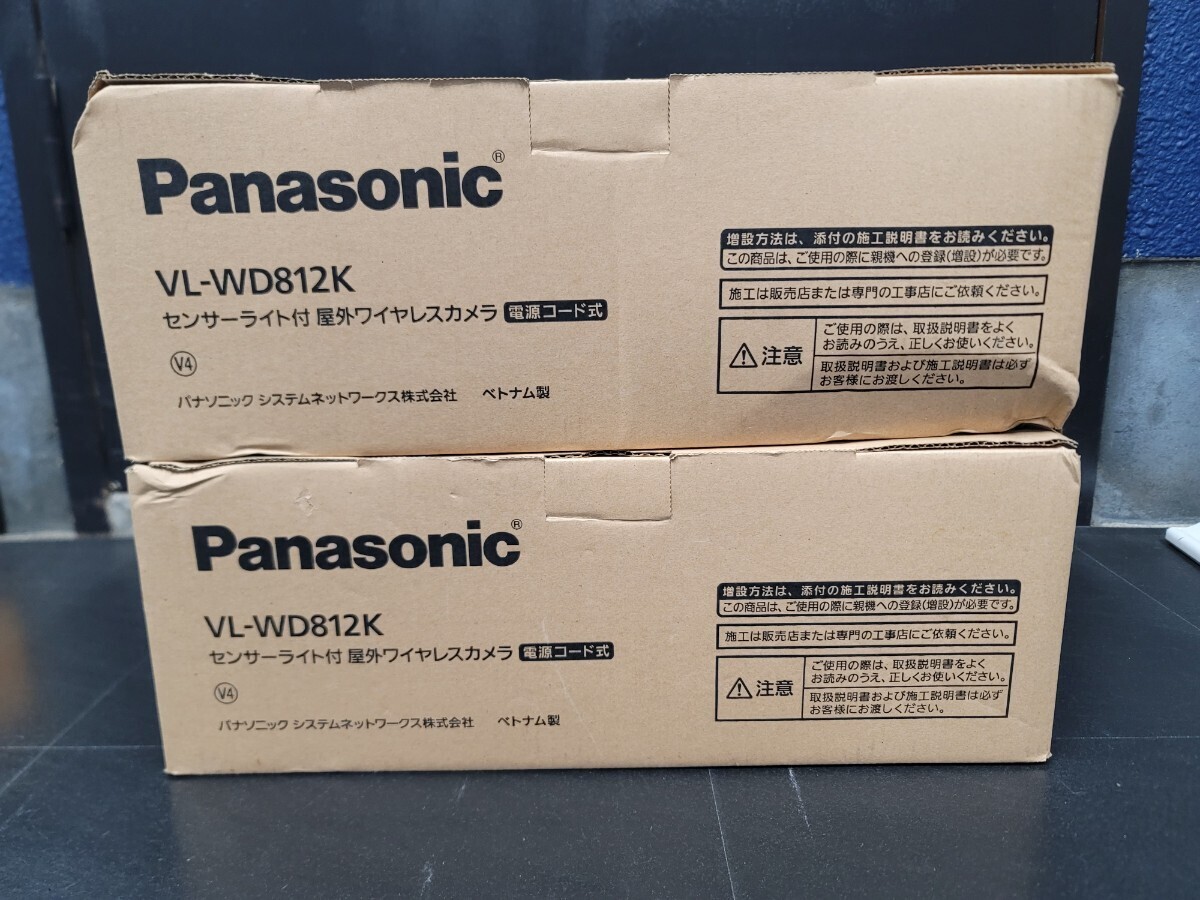 Panasonic®
VL-WD812K
センサーライト付 屋外ワイヤレスカメラ 電源コード式
V4
パナソニック システムネットワークス株式会社 ベトナム製
増設方法は、添付の施工説明書をお読みください。
この商品は、ご使用の際に親機への登録(増設)が必要です。
施工は販売店または専門の工事店にご依頼ください。
⚠注意
ご使用の際は、取扱説明書をよく
お読みのうえ、正しくお使いください。
取扱説明書および施工説明書は必ず
お客様にお渡しください。
Panasonic®
VL-WD812K
センサーライト付 屋外ワイヤレスカメラ 電源コード式
V4
パナソニック システムネットワークス株式会社 ベトナム製
増設方法は、添付の施工説明書をお読みください。
この商品は、ご使用の際に親機への登録(増設)が必要です。
施工は販売店または専門の工事店にご依頼ください。
⚠注意
ご使用の際は、取扱説明書をよく
お読みのうえ、正しくお使いください。
取扱説明書および施工説明書は必ず
お客様にお渡しください。